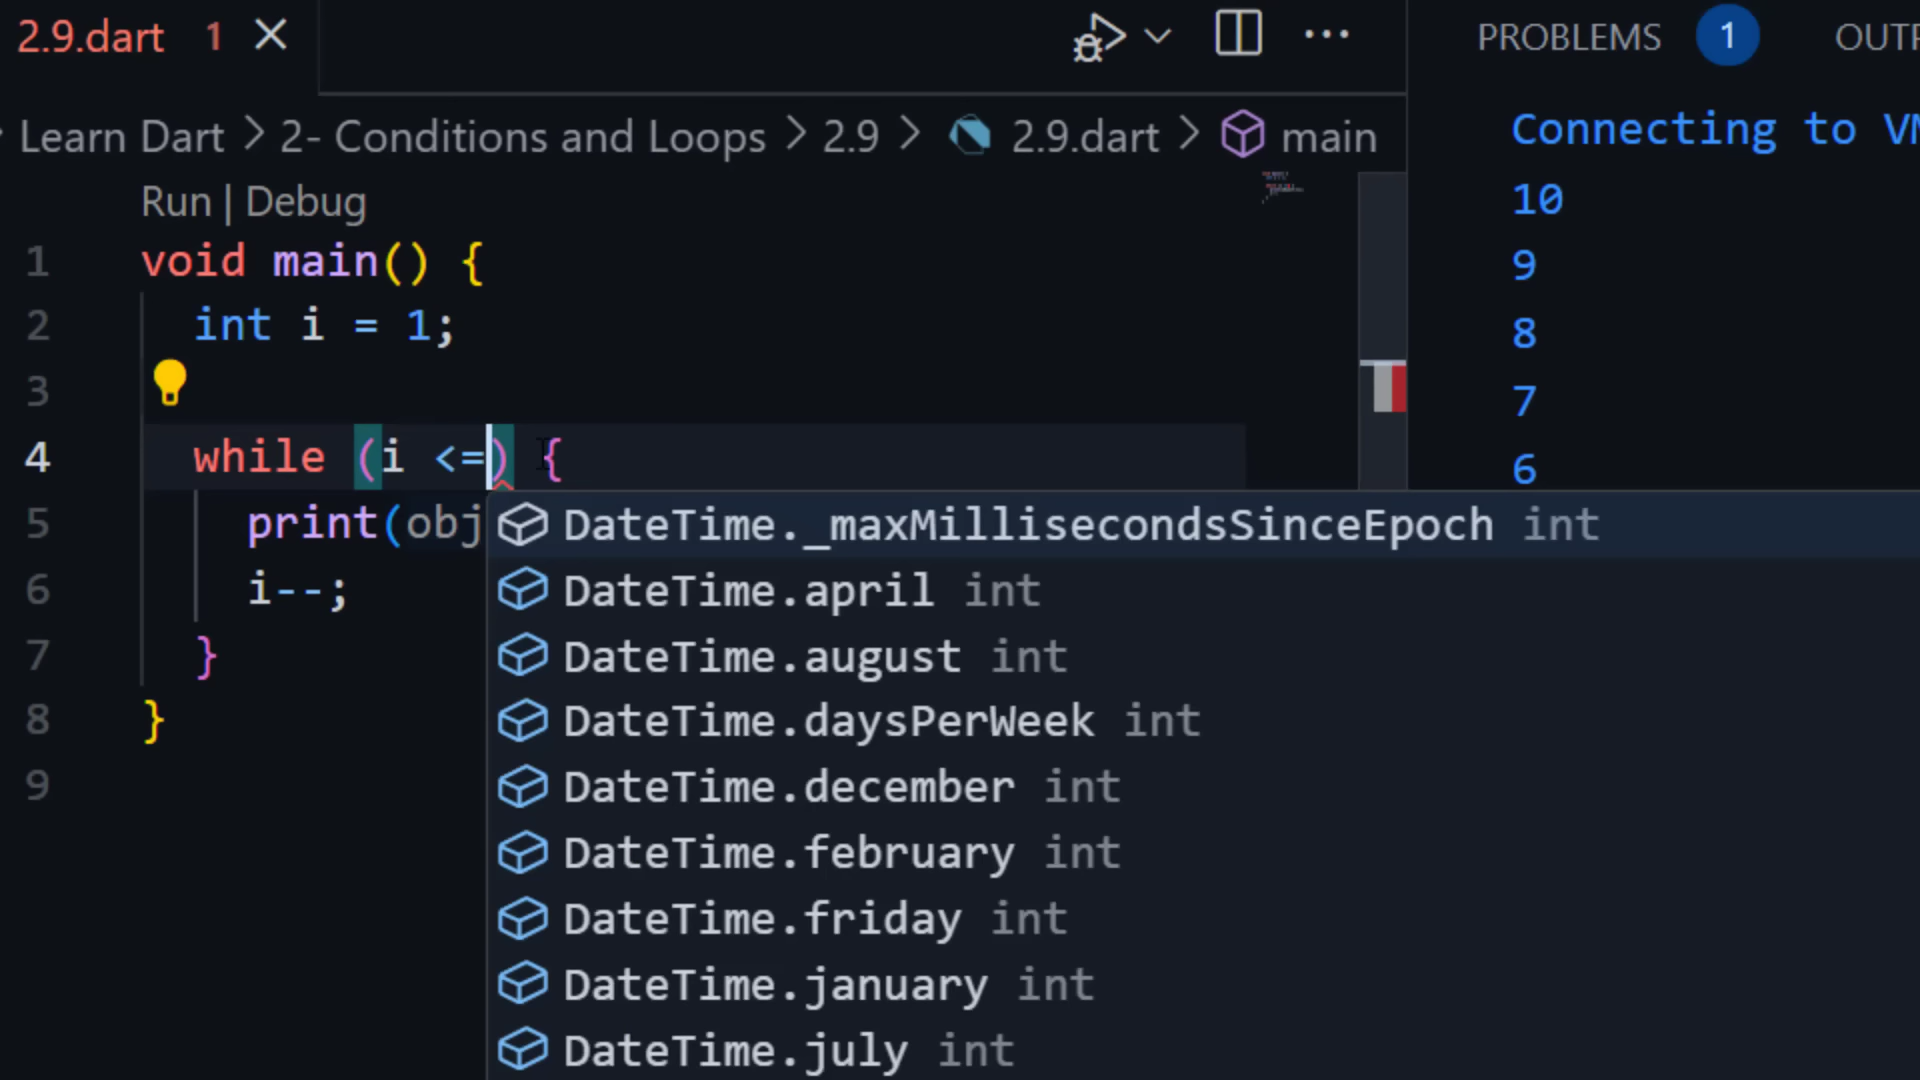 2.9.dart 1
PROBLEMS 1
Learn Dart > 2- Conditions and Loops > 2.9 > 2.9.dart > main
Run | Debug
1 void main() {
2 int i = 1;
3
4 while (i <=) {
5 print(obj
6 i--;
7 }
8 }
9
DateTime._maxMillisecondsSinceEpoch int
DateTime.april int
DateTime.august int
DateTime.daysPerWeek int
DateTime.december int
DateTime.february int
DateTime.friday int
DateTime.january int
DateTime.july int
Connecting to VM
10
9
8
7
6